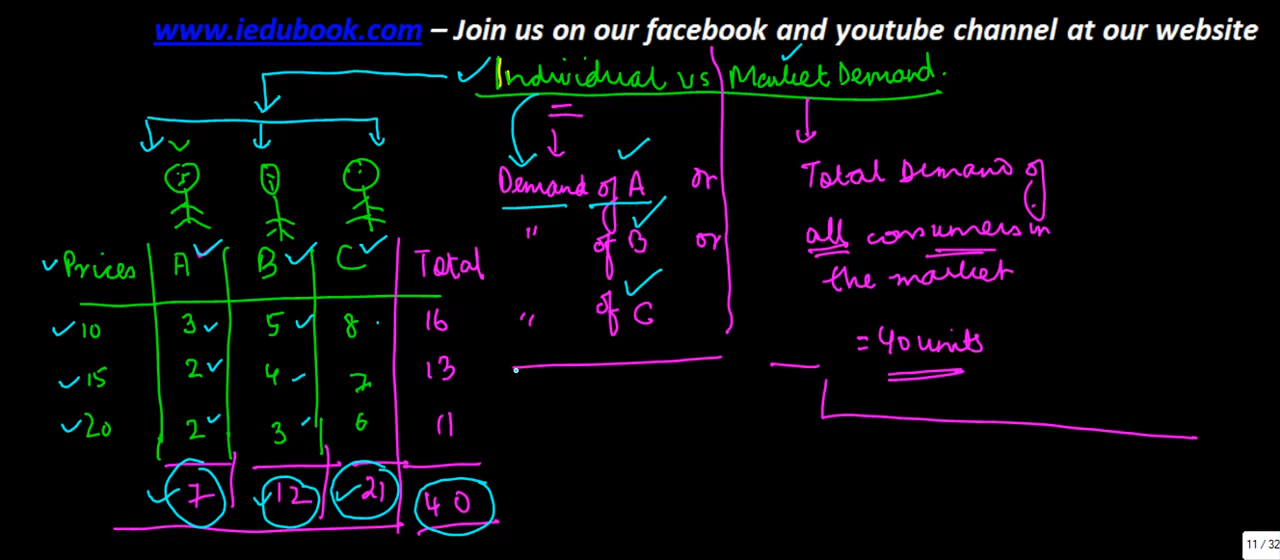 www.iedubook.com – Join us on our facebook and youtube channel at our website
Individual vs Market Demand.
Demand of A or
" of B or
" of C
Total Demand of
all consumers in
the market
= 40 units
Prices A B C Total
10 3 5 8 16
15 2 4 7 13
20 2 3 6 11
7 12 21 40
11 / 32